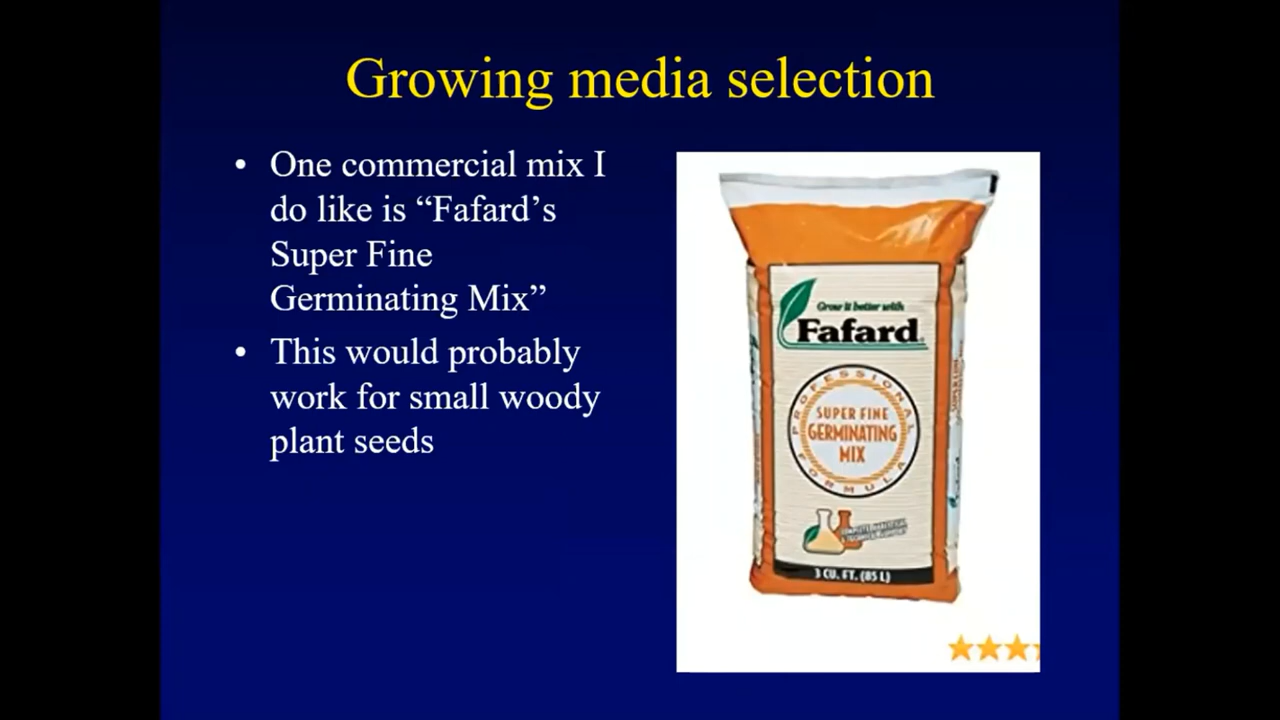 Growing media selection
• One commercial mix I
do like is “Fafard’s
Super Fine
Germinating Mix”
• This would probably
work for small woody
plant seeds
Grow it better with
Fafard
PROFESSIONAL
SUPER FINE
GERMINATING
MIX
FORMULA
3 CU. FT. (85 L)